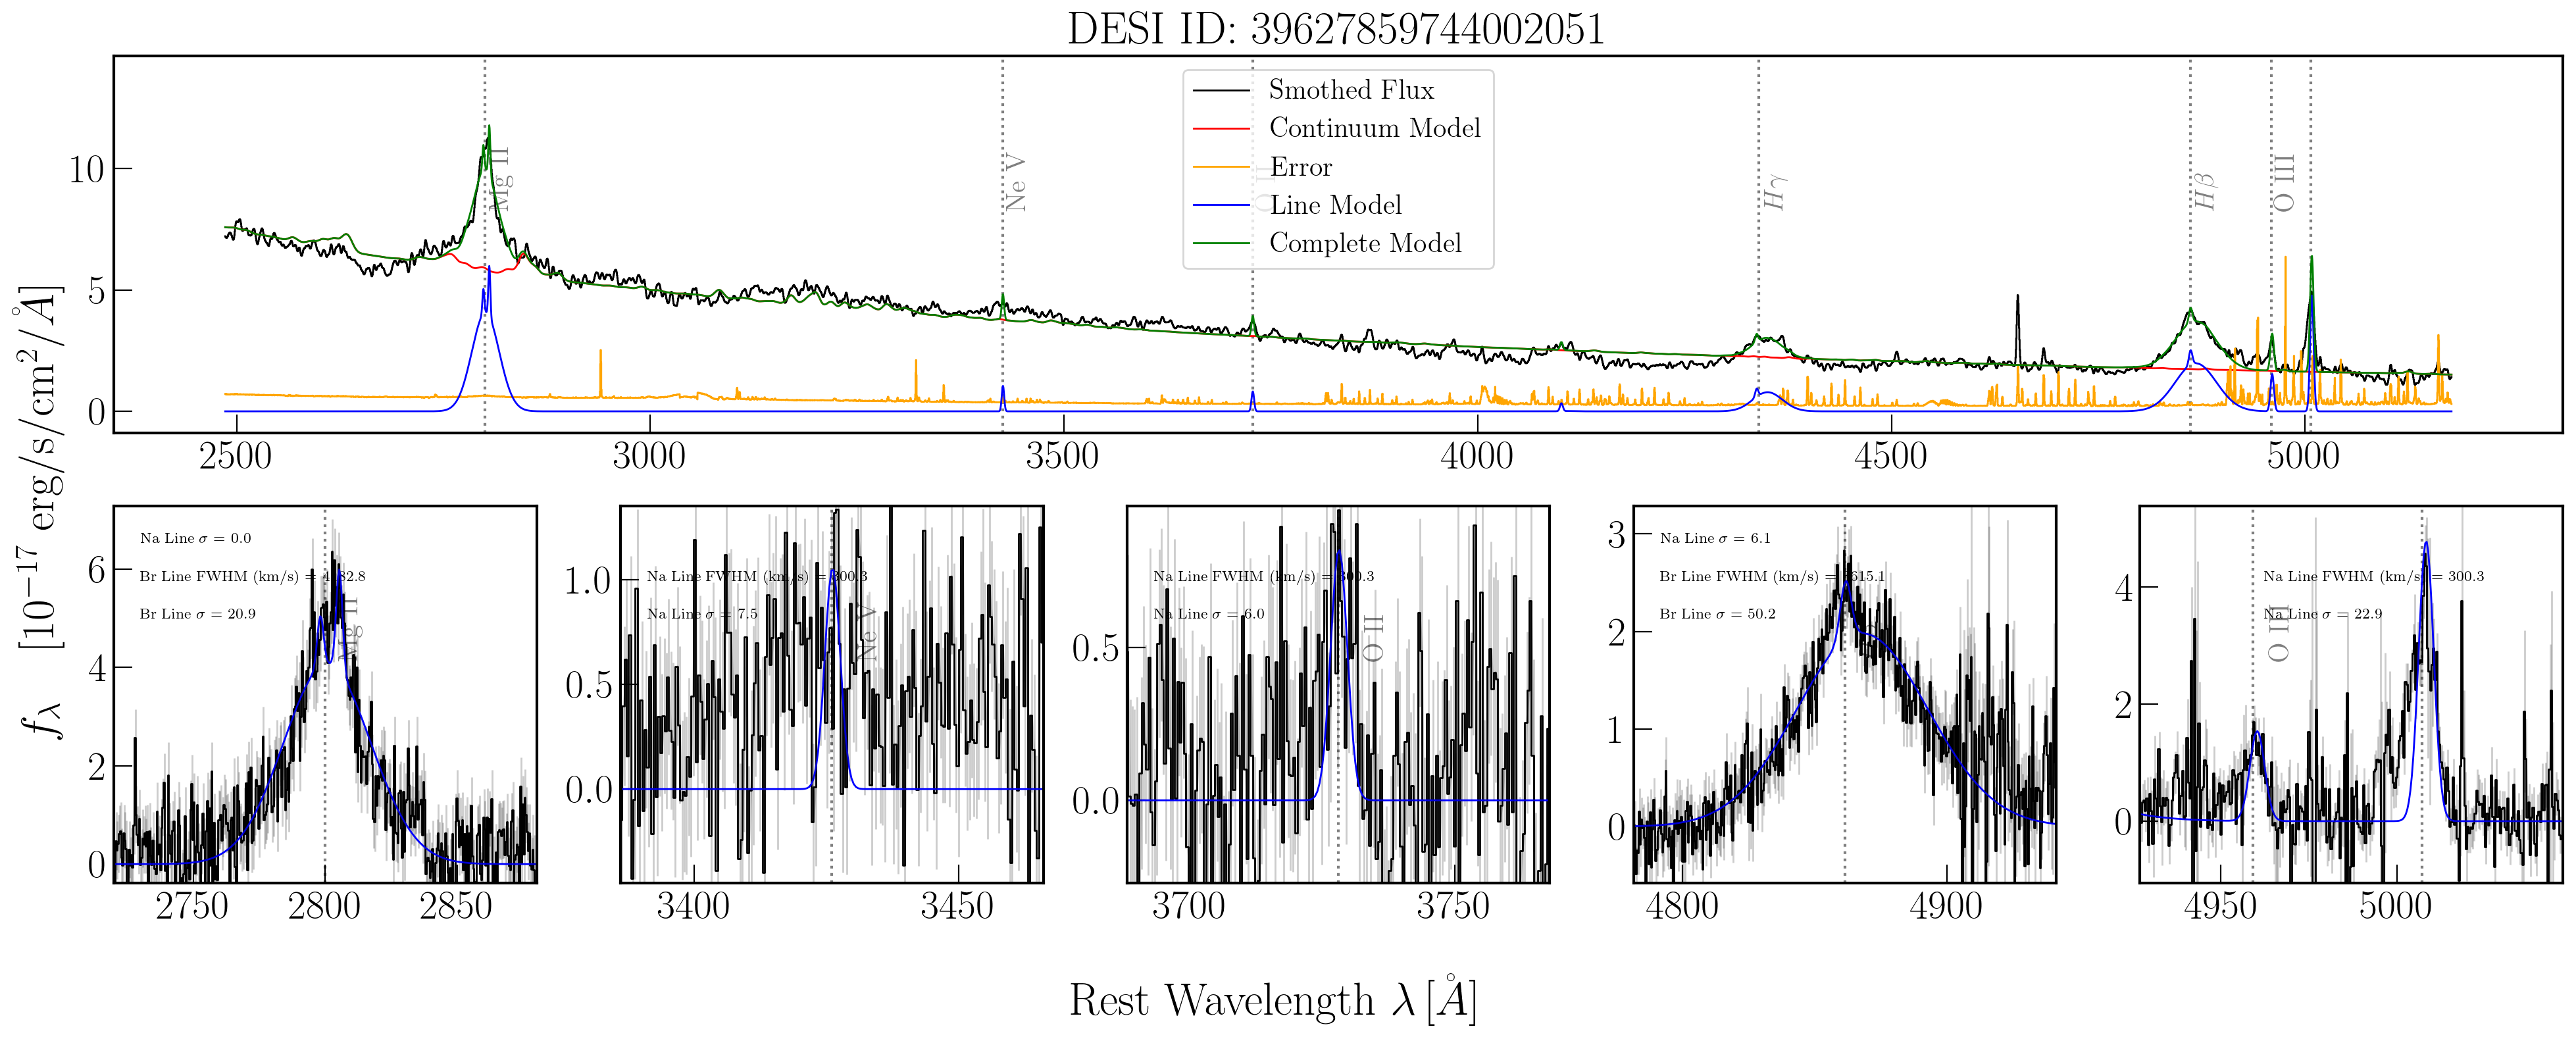 DESI ID: 39627859744002051
Smothed Flux
Continuum Model
Error
Line Model
Complete Model
Mg II
Ne V
Hγ
Hβ
O III
10
5
0
2500 3000 3500 4000 4500 5000
f_λ [10^{-17} erg/s/cm^2/Å]
Na Line σ = 0.0
Br Line FWHM (km/s) =
Br Line σ = 20.9
Mg II
6
4
2
0
2750 2800 2850
Na Line FWHM (km/s) = 300.3
Na Line σ = 7.5
Ne V
1.0
0.5
0.0
3400 3450
Na Line FWHM (km/s) = 300.3
Na Line σ = 6.0
O II
0.5
0.0
3700 3750
Na Line σ = 6.1
Br Line FWHM (km/s) =
Br Line σ = 50.2
3
2
1
0
4800 4900
Na Line FWHM (km/s) = 300.3
Na Line σ = 22.9
O III
4
2
0
4950 5000
Rest Wavelength λ [Å]